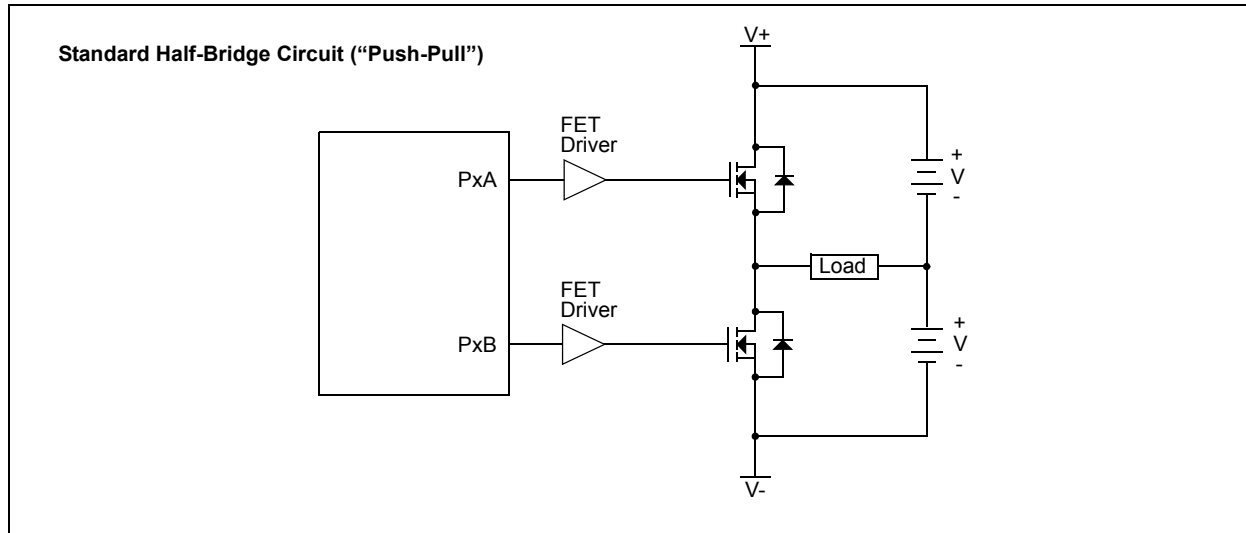 Standard Half-Bridge Circuit (“Push-Pull”)
V+
FET
Driver
PxA
+
V
-
Load
FET
Driver
PxB
+
V
-
V-